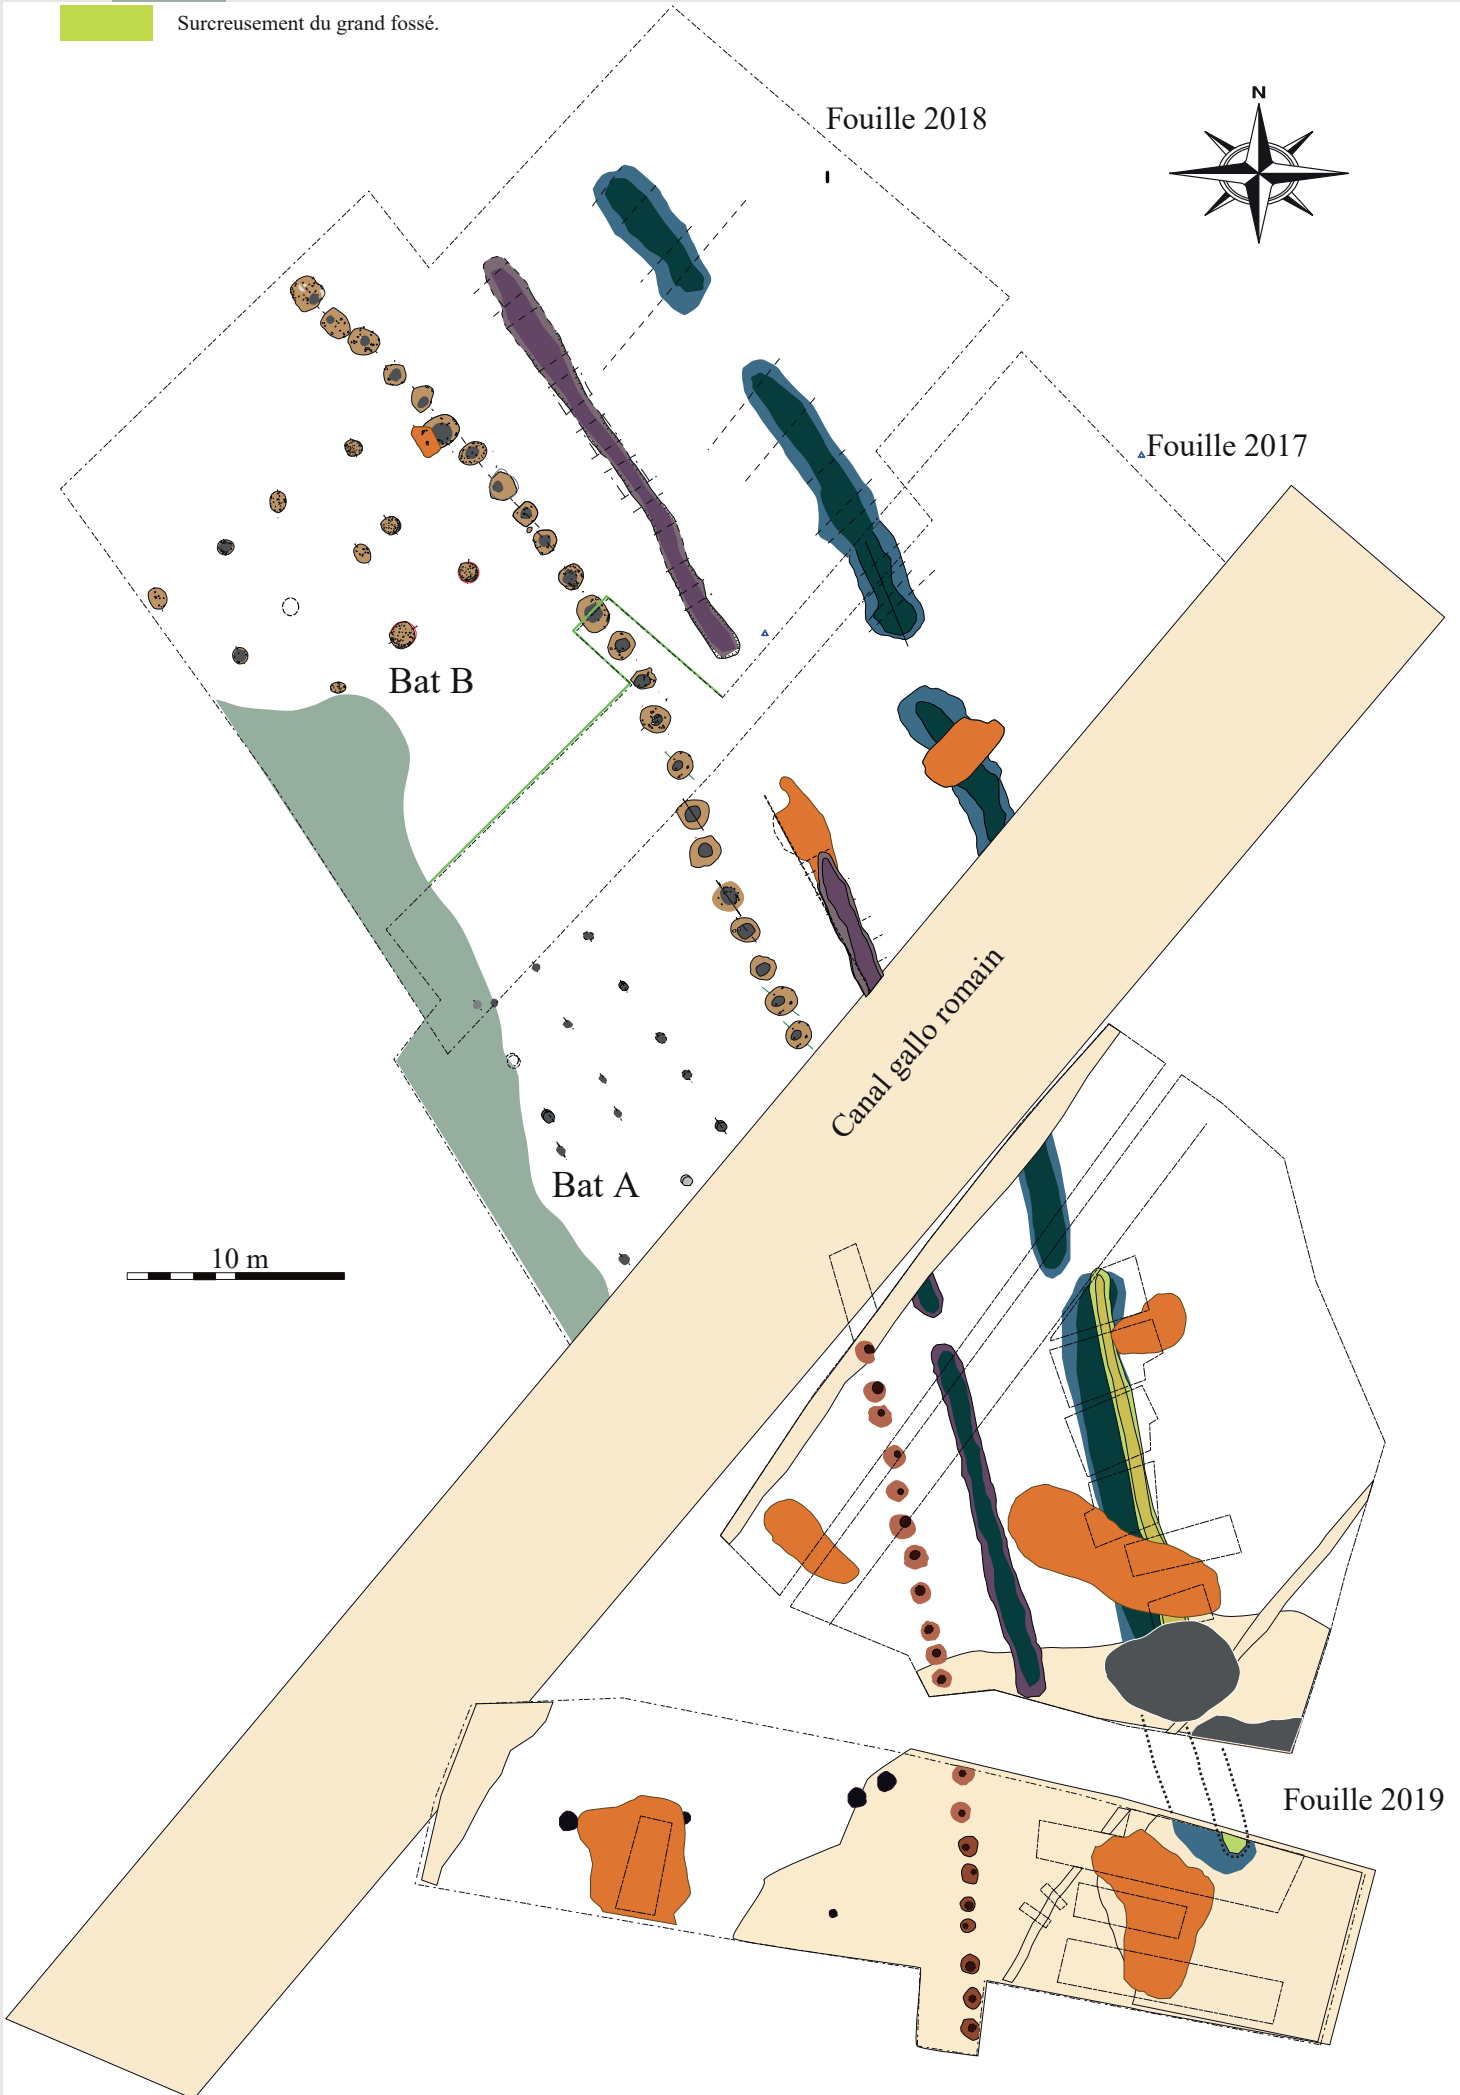 Surcreusement du grand fossé.
N
Fouille 2018
Fouille 2017
Bat B
Canal gallo romain
Bat A
10 m
Fouille 2019